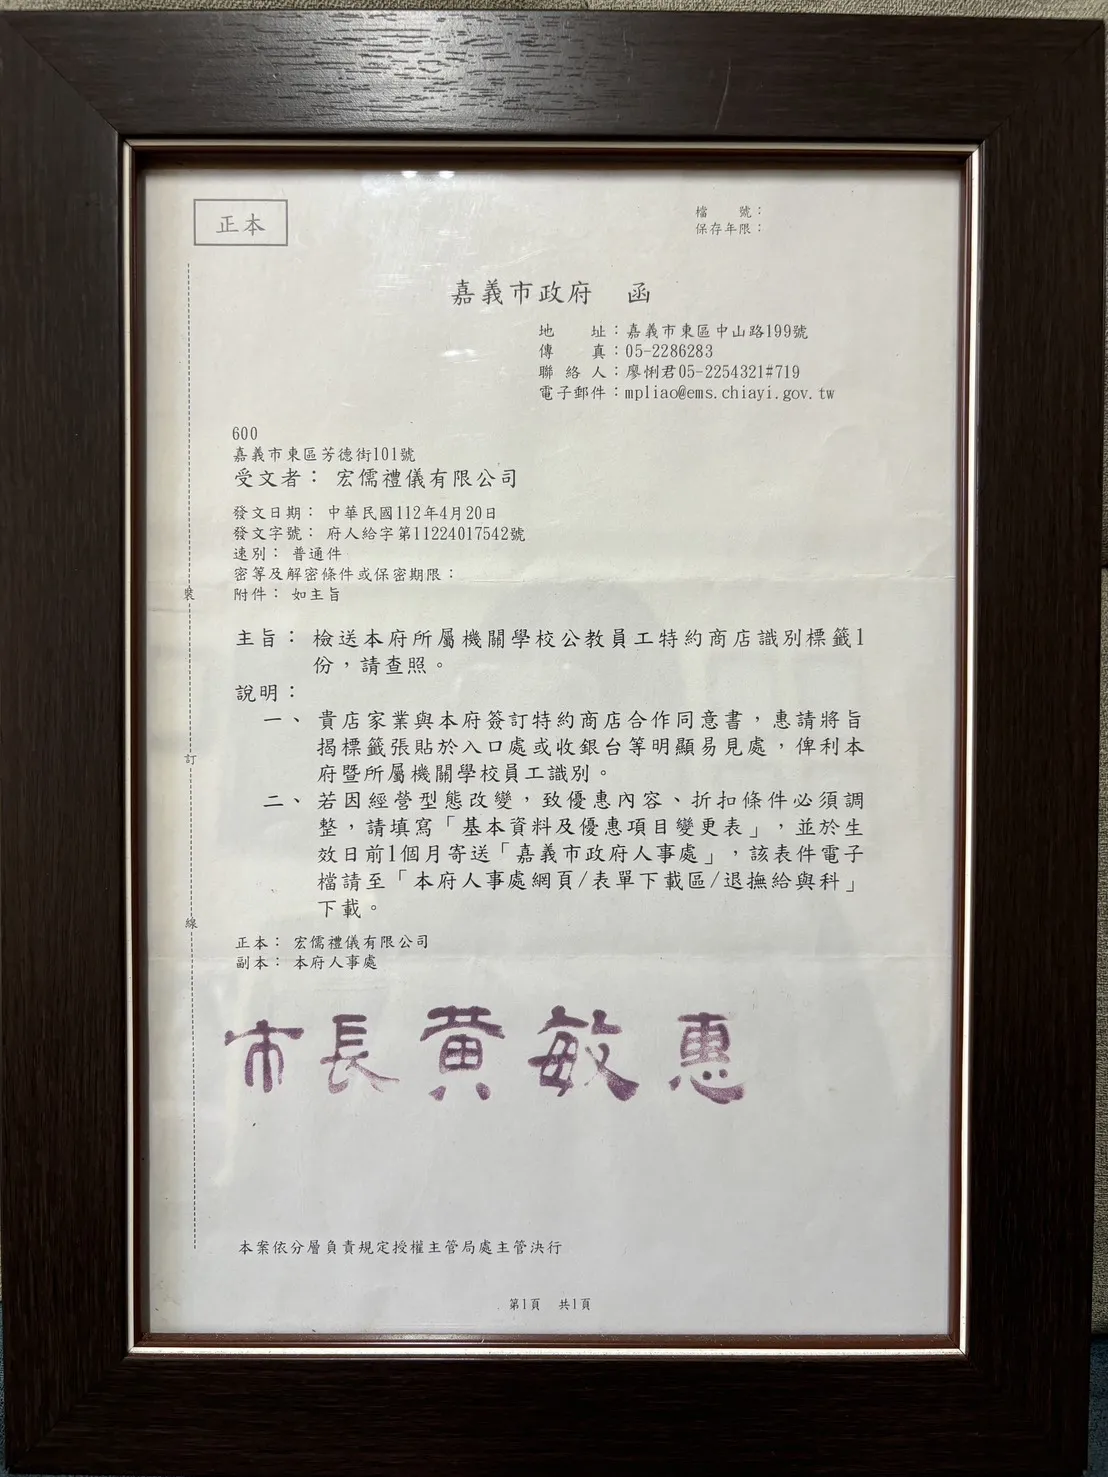 正本
檔　　號：
保存年限：
嘉義市政府　函
地　　址：嘉義市東區中山路199號
傳　　真：05-2286283
聯 絡 人：廖悧君05-2254321#719
電子郵件：mpliao@ems.chiayi.gov.tw
600
嘉義市東區芳德街101號
受文者：宏儒禮儀有限公司
發文日期：中華民國112年4月20日
發文字號：府人給字第11224017542號
速別：普通件
密等及解密條件或保密期限：
附件：如主旨
主旨：檢送本府所屬機關學校公教員工特約商店識別標籤1
份，請查照。
說明：
一、貴店家業與本府簽訂特約商店合作同意書，惠請將旨
揭標籤張貼於入口處或收銀台等明顯易見處，俾利本
府暨所屬機關學校員工識別。
二、若因經營型態改變，致優惠內容、折扣條件必須調
整，請填寫「基本資料及優惠項目變更表」，並於生
效日前1個月寄送「嘉義市政府人事處」，該表件電子
檔請至「本府人事處網頁/表單下載區/退撫給與科」
下載。
正本：宏儒禮儀有限公司
副本：本府人事處
市長黃敏惠
本案依分層負責規定授權主管局處主管決行
第1頁　共1頁
裝
訂
線